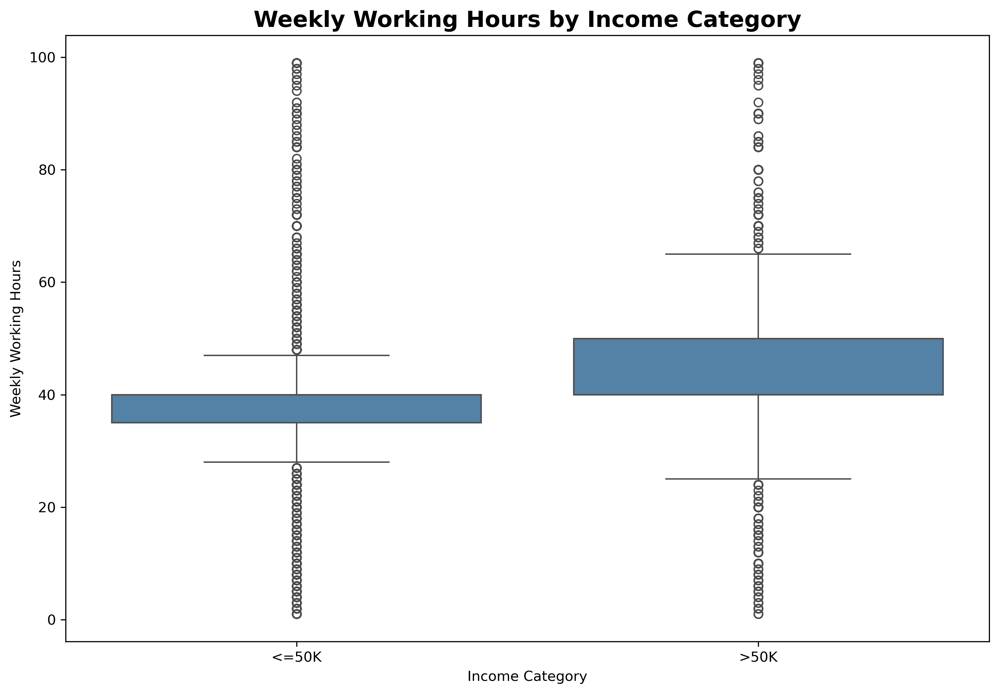 Weekly Working Hours by Income Category
Weekly Working Hours
100
80
60
40
20
0
<=50K
>50K
Income Category